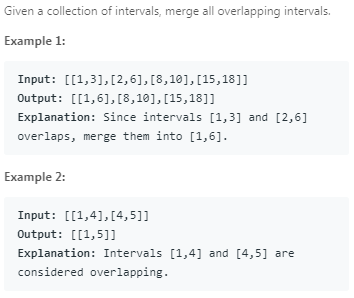 Given a collection of intervals, merge all overlapping intervals.
Example 1:
Input: [[1,3],[2,6],[8,10],[15,18]]
Output: [[1,6],[8,10],[15,18]]
Explanation: Since intervals [1,3] and [2,6]
overlaps, merge them into [1,6].
Example 2:
Input: [[1,4],[4,5]]
Output: [[1,5]]
Explanation: Intervals [1,4] and [4,5] are
considered overlapping.